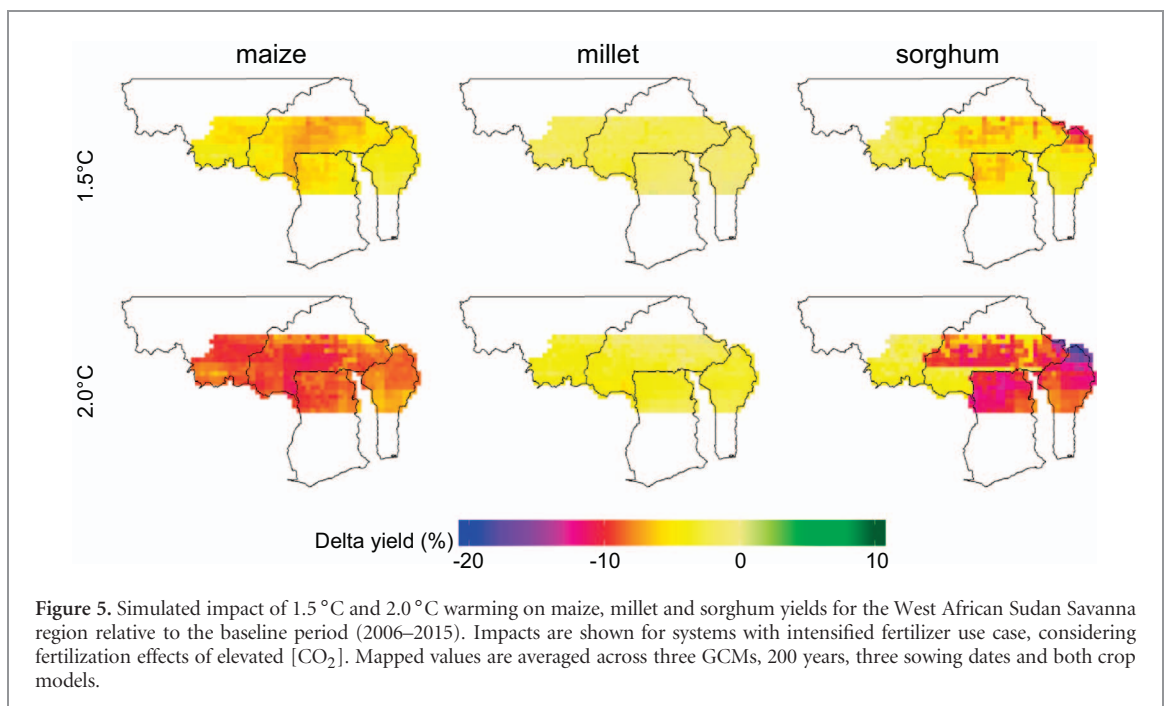 maize millet sorghum
1.5°C
2.0°C
Delta yield (%)
-20 -10 0 10
Figure 5. Simulated impact of 1.5 °C and 2.0 °C warming on maize, millet and sorghum yields for the West African Sudan Savanna
region relative to the baseline period (2006–2015). Impacts are shown for systems with intensified fertilizer use case, considering
fertilization effects of elevated [CO₂]. Mapped values are averaged across three GCMs, 200 years, three sowing dates and both crop
models.